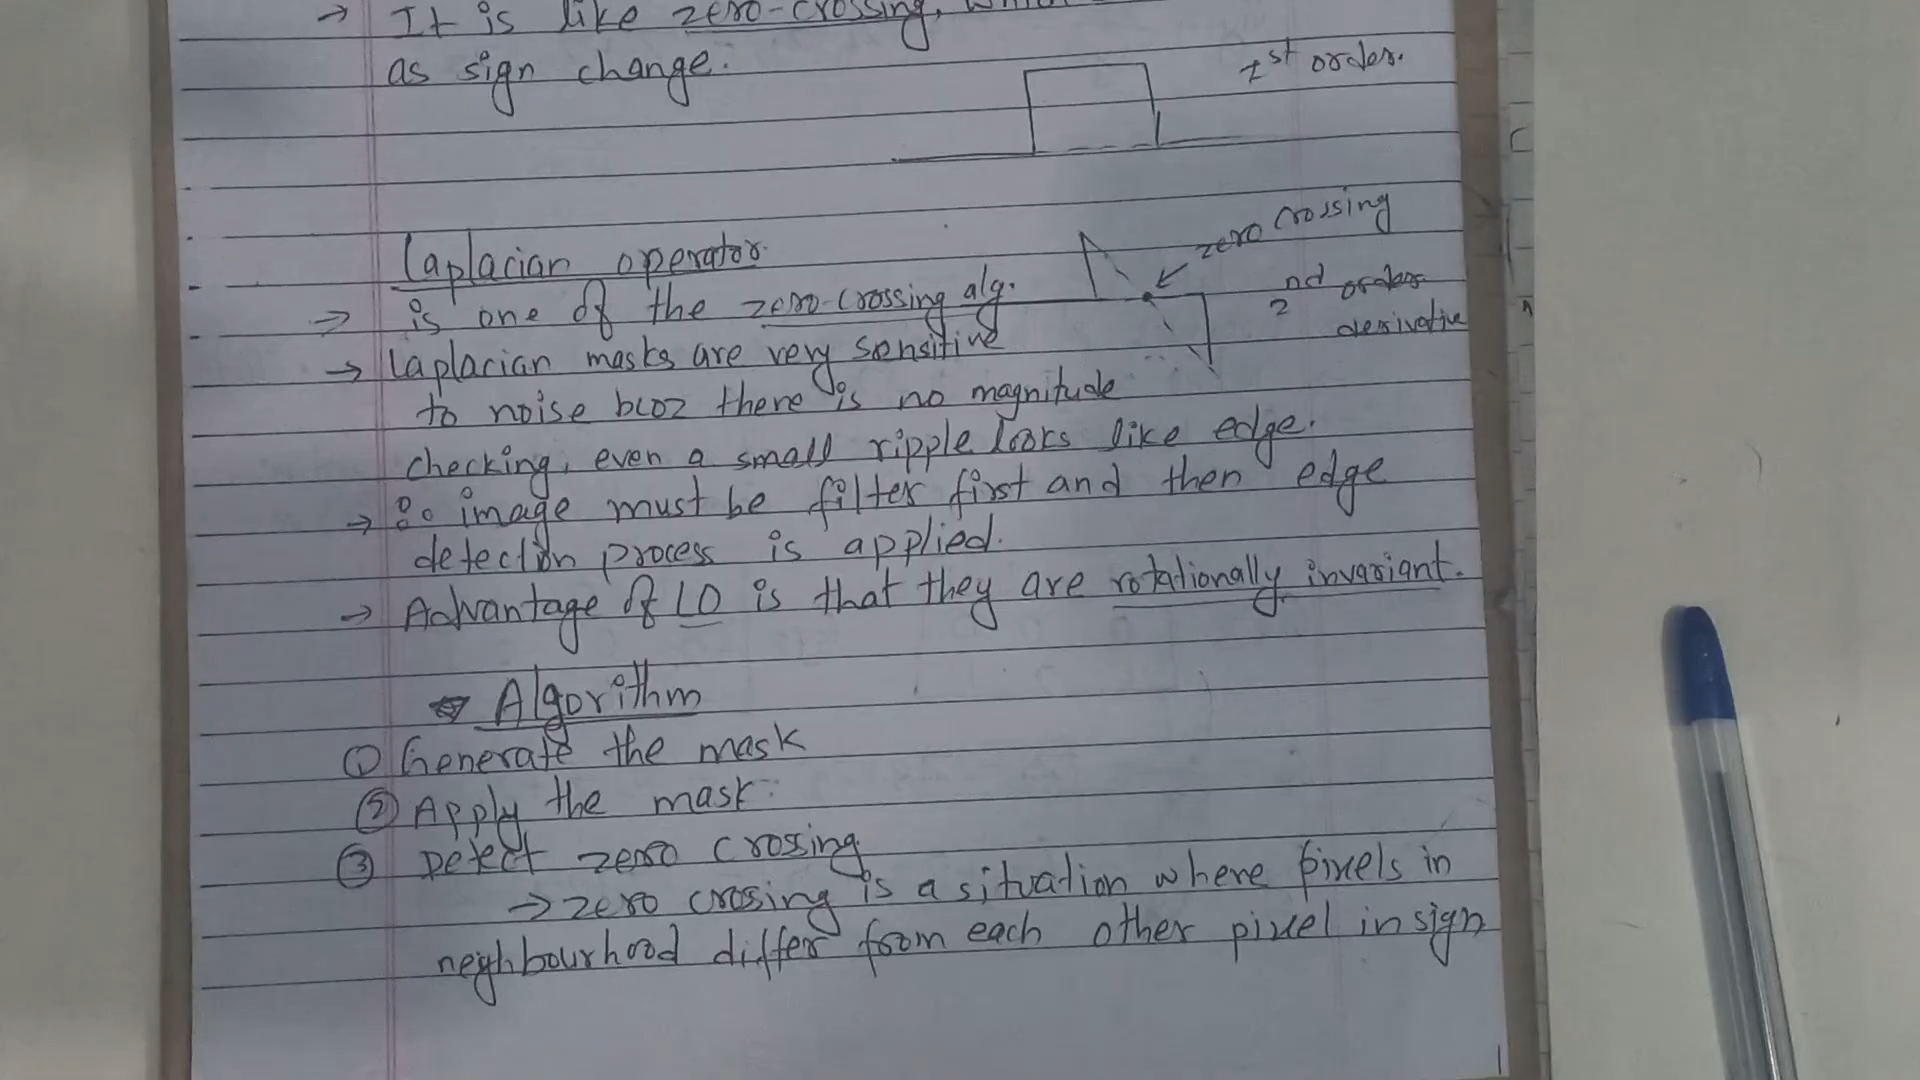 → It is like zero-crossing,
as sign change.
1st order.
Laplacian operator.
zero crossing
→ is one of the zero-crossing alg.
2nd order
derivative
→ Laplacian masks are very sensitive
to noise bcoz there is no magnitude
checking, even a small ripple looks like edge.
→ ∴ image must be filter first and then edge
detection process is applied.
→ Advantage of LO is that they are rotationally invariant.
Algorithm
① Generate the mask
② Apply the mask.
③ Detect zero crossing
→ zero crosing is a situation where pixels in
neighbourhood differ from each other pixel in sign